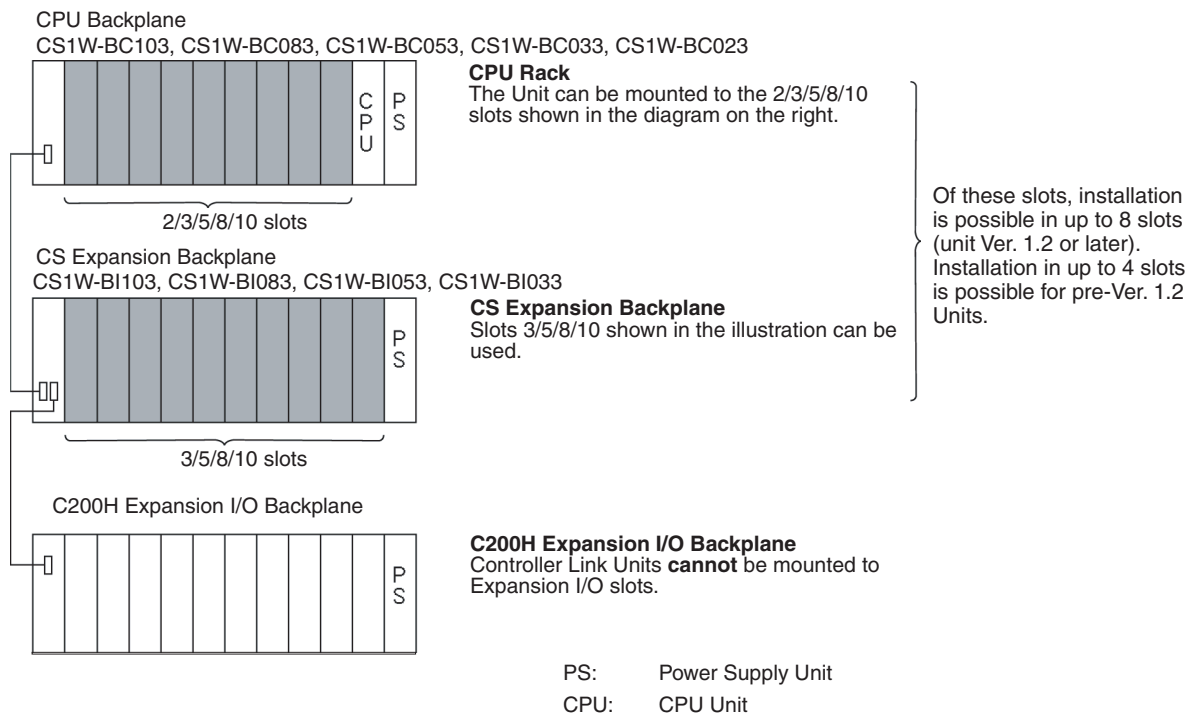 CPU Backplane
CS1W-BC103, CS1W-BC083, CS1W-BC053, CS1W-BC033, CS1W-BC023
CPU
PS
CPU Rack
The Unit can be mounted to the 2/3/5/8/10
slots shown in the diagram on the right.
2/3/5/8/10 slots
CS Expansion Backplane
CS1W-BI103, CS1W-BI083, CS1W-BI053, CS1W-BI033
PS
CS Expansion Backplane
Slots 3/5/8/10 shown in the illustration can be
used.
3/5/8/10 slots
Of these slots, installation
is possible in up to 8 slots
(unit Ver. 1.2 or later).
Installation in up to 4 slots
is possible for pre-Ver. 1.2
Units.
C200H Expansion I/O Backplane
PS
C200H Expansion I/O Backplane
Controller Link Units cannot be mounted to
Expansion I/O slots.
PS: Power Supply Unit
CPU: CPU Unit